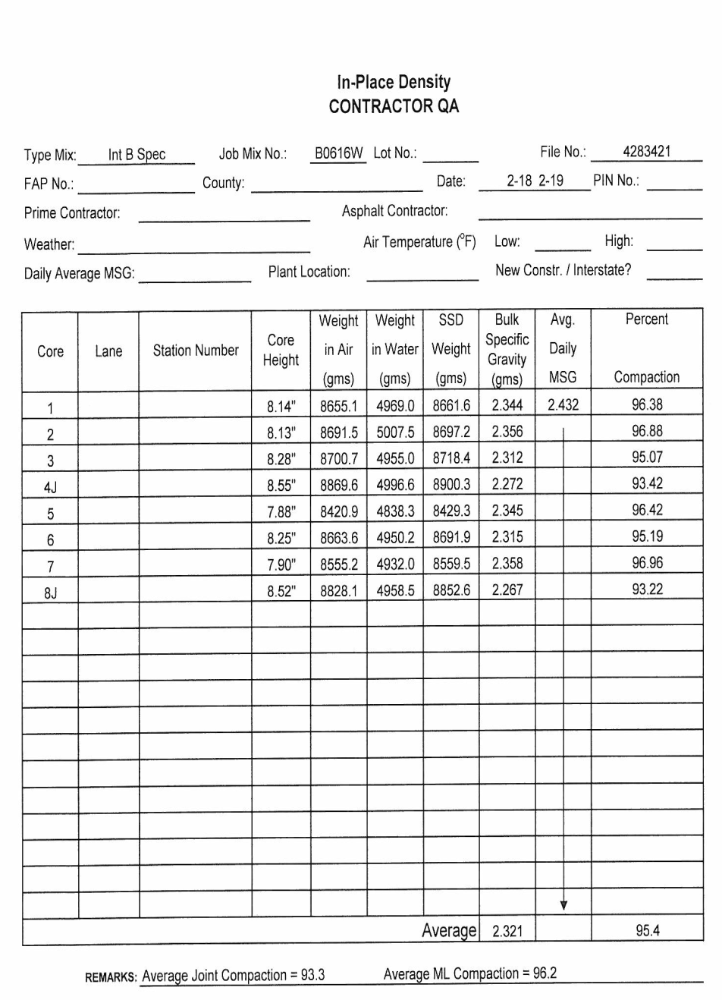 In-Place Density
CONTRACTOR QA
Type Mix: Int B Spec Job Mix No.: B0616W Lot No.: File No.: 4283421
FAP No.: County: Date: 2-18 2-19 PIN No.:
Prime Contractor: Asphalt Contractor:
Weather: Air Temperature (°F) Low: High:
Daily Average MSG: Plant Location: New Constr. / Interstate?
Core Lane Station Number Core Height Weight in Air (gms) Weight in Water (gms) SSD Weight (gms) Bulk Specific Gravity (gms) Avg. Daily MSG Percent Compaction
1 8.14" 8655.1 4969.0 8661.6 2.344 2.432 96.38
2 8.13" 8691.5 5007.5 8697.2 2.356 96.88
3 8.28" 8700.7 4955.0 8718.4 2.312 95.07
4J 8.55" 8869.6 4996.6 8900.3 2.272 93.42
5 7.88" 8420.9 4838.3 8429.3 2.345 96.42
6 8.25" 8663.6 4950.2 8691.9 2.315 95.19
7 7.90" 8555.2 4932.0 8559.5 2.358 96.96
8J 8.52" 8828.1 4958.5 8852.6 2.267 93.22
Average 2.321 95.4
REMARKS: Average Joint Compaction = 93.3 Average ML Compaction = 96.2